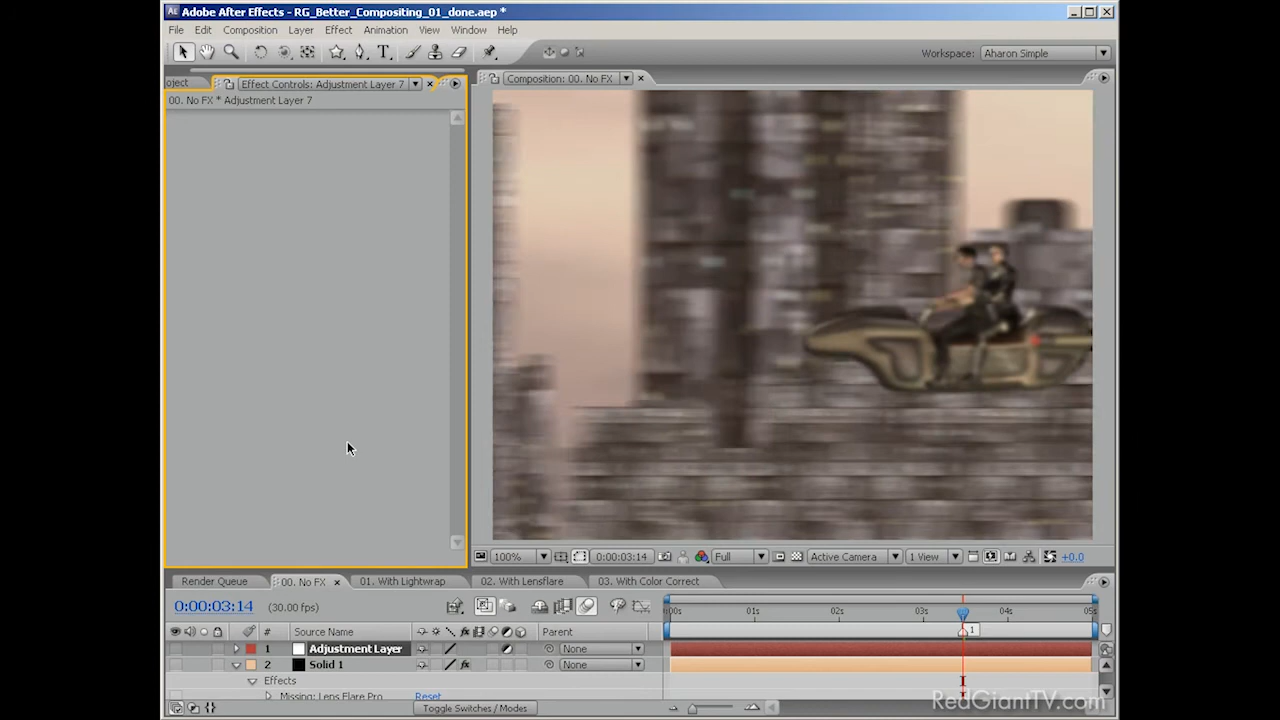 Adobe After Effects - RG_Better_Compositing_01_done.aep *
File Edit Composition Layer Effect Animation View Window Help
Workspace: Aharon Simple
oject Effect Controls: Adjustment Layer 7
Composition: 00. No FX
00. No FX * Adjustment Layer 7
100% 0:00:03:14 Full Active Camera 1 View +0.0
Render Queue 00. No FX 01. With Lightwrap 02. With Lensflare 03. With Color Correct
0:00:03:14 (30.00 fps)
00s 01s 02s 03s 04s 05s
# Source Name Parent
1
1 Adjustment Layer None
2 Solid 1 None
Effects
Missing: Lens Flare Pro Reset
Toggle Switches / Modes
RedGiantTV.com